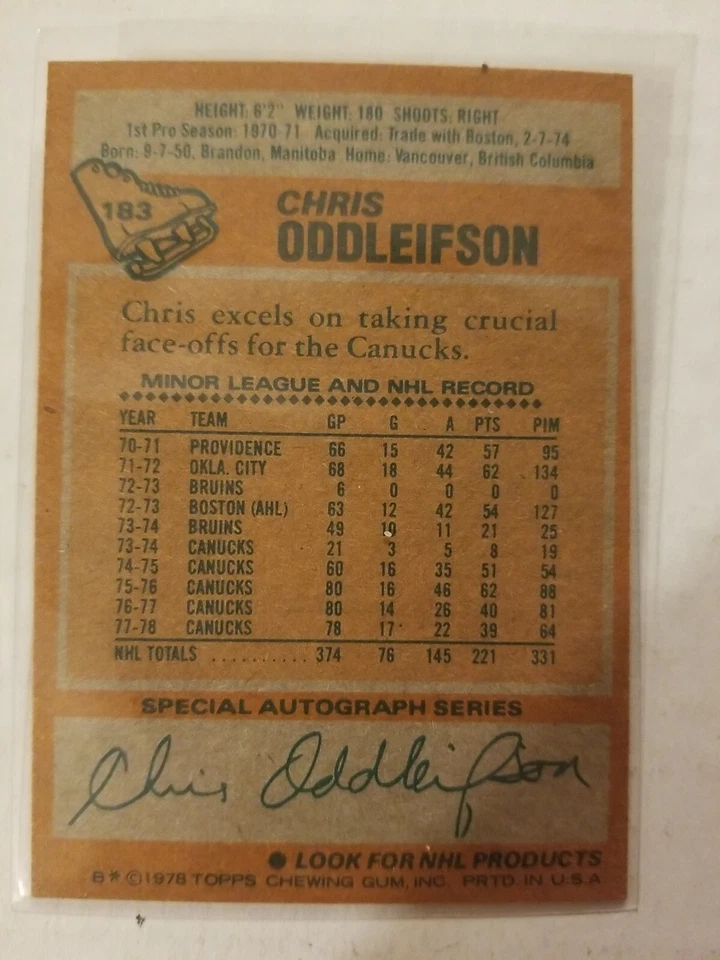 HEIGHT: 6'2" WEIGHT: 180 SHOOTS: RIGHT
1st Pro Season: 1970-71 Acquired: Trade with Boston, 2-7-74
Born: 9-7-50, Brandon, Manitoba Home: Vancouver, British Columbia
183
CHRIS
ODDLEIFSON
Chris excels on taking crucial
face-offs for the Canucks.
MINOR LEAGUE AND NHL RECORD
YEAR TEAM GP G A PTS PIM
70-71 PROVIDENCE 66 15 42 57 95
71-72 OKLA. CITY 68 18 44 62 134
72-73 BRUINS 6 0 0 0 0
72-73 BOSTON (AHL) 63 12 42 54 127
73-74 BRUINS 49 10 11 21 25
73-74 CANUCKS 21 3 5 8 19
74-75 CANUCKS 60 16 35 51 54
75-76 CANUCKS 80 16 46 62 88
76-77 CANUCKS 80 14 26 40 81
77-78 CANUCKS 78 17 22 39 64
NHL TOTALS .......... 374 76 145 221 331
SPECIAL AUTOGRAPH SERIES
Chris Oddleifson
● LOOK FOR NHL PRODUCTS
B* ©1978 TOPPS CHEWING GUM, INC. PRTD. IN U.S.A.